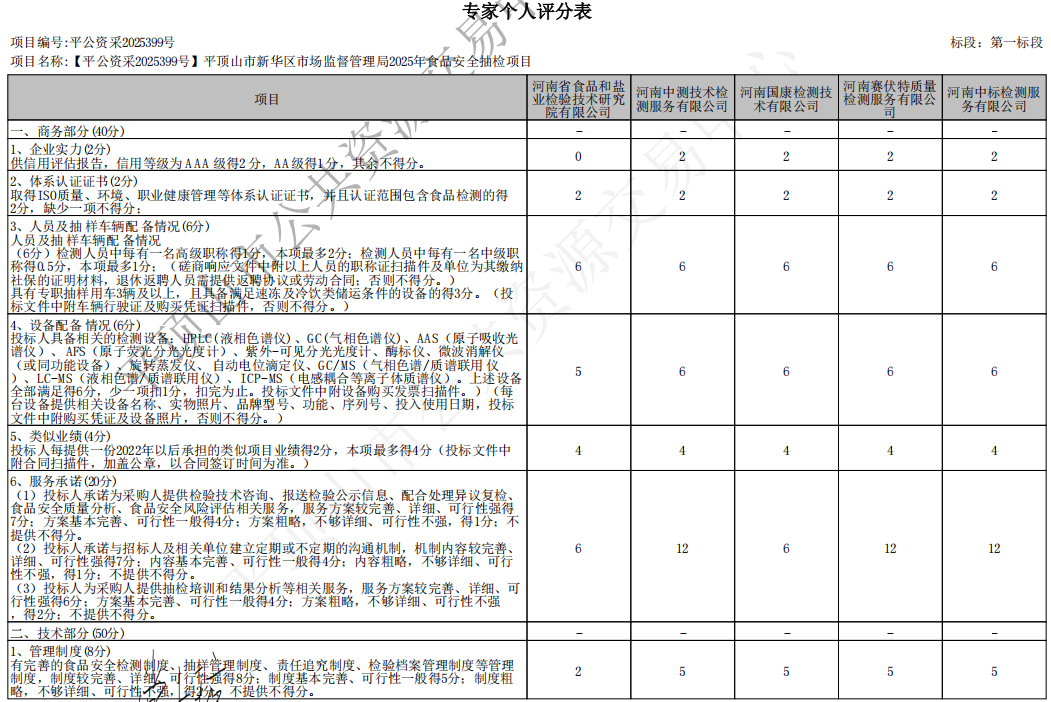 专家个人评分表
项目编号:平公资采2025399号
标段: 第一标段
项目名称:【平公资采2025399号】平顶山市新华区市场监督管理局2025年食品安全抽检项目
项目
河南省食品和盐
业检验技术研究
院有限公司
河南中测技术检
测服务有限公司
河南国康检测技
术有限公司
河南赛伏特质量
检测服务有限公
司
河南中标检测服
务有限公司
一、商务部分(40分)
－ － － － －
1、企业实力(2分)
供信用评估报告，信用等级为AAA 级得2 分，AA级得1分，其余不得分。
0 2 2 2 2
2、体系认证证书(2分)
取得ISO质量、环境、职业健康管理等体系认证证书，并且认证范围包含食品检测的得
2分，缺少一项不得分；
2 2 2 2 2
3、人员及抽 样车辆配 备情况(6分)
人员及抽 样车辆配 备情况
（6分）检测人员中每有一名高级职称得1分，本项最多2分；检测人员中每有一名中级职
称得0.5分，本项最多1分；（磋商响应文件中附以上人员的职称证扫描件及单位为其缴纳
社保的证明材料，退休返聘人员需提供返聘协议或劳动合同；否则不得分。）
具有专职抽样用车3辆及以上，且具备满足速冻及冷饮类储运条件的设备的得3分。（投
标文件中附车辆行驶证及购买凭证扫描件，否则不得分。）
6 6 6 6 6
4、设备配备 情况(6分)
投标人具备相关的检测设备：HPLC(液相色谱仪)、GC(气相色谱仪)、AAS（原子吸收光
谱仪）、AFS（原子荧光分光光度计）、紫外-可见分光光度计、酶标仪、微波消解仪
（或同功能设备）、旋转蒸发仪、自动电位滴定仪、GC/MS（气相色谱/质谱联用 仪
）、LC-MS（液相色谱/质谱联用仪）、ICP-MS（电感耦合等离子体质谱仪）。上述设备
全部满足得6分，少一项扣1分，扣完为止。投标文件中附设备购买发票扫描件。）（每
台设备提供相关设备名称、实物照片、品牌型号、功能、序列号、投入使用日期，投标
文件中附购买凭证及设备照片，否则不得分。）
5 6 6 6 6
5、类似业绩(4分)
投标人每提供一份2022年以后承担的类似项目业绩得2分，本项最多得4分（投标文件中
附合同扫描件，加盖公章，以合同签订时间为准。）
4 4 4 4 4
6、服务承诺(20分)
（1）投标人承诺为采购人提供检验技术咨询、报送检验公示信息、配合处理异议复检、
食品安全质量分析、食品安全风险评估相关服务，服务方案较完善、详细、可行性强得
7分；方案基本完善、可行性一般得4分；方案粗略，不够详细、可行性不强，得1分；不
提供不得分。
（2）投标人承诺与招标人及相关单位建立定期或不定期的沟通机制，机制内容较完善、
详细、可行性强得7分；内容基本完善、可行性一般得4分；内容粗略，不够详细、可行
性不强，得1分；不提供不得分。
（3）投标人为采购人提供抽检培训和结果分析等相关服务，服务方案较完善、详细、可
行性强得6分；方案基本完善、可行性一般得4分；方案粗略，不够详细、可行性不强
，得2分；不提供不得分。
6 12 6 12 12
二、技术部分(50分)
－ － － － －
1、管理制度(8分)
有完善的食品安全检测制度、抽样管理制度、责任追究制度、检验档案管理制度等管理
制度，制度较完善、详细、可行性强得8分；制度基本完善、可行性一般得5分；制度粗
略，不够详细、可行性不强，得2分；不提供不得分。
2 5 5 5 5